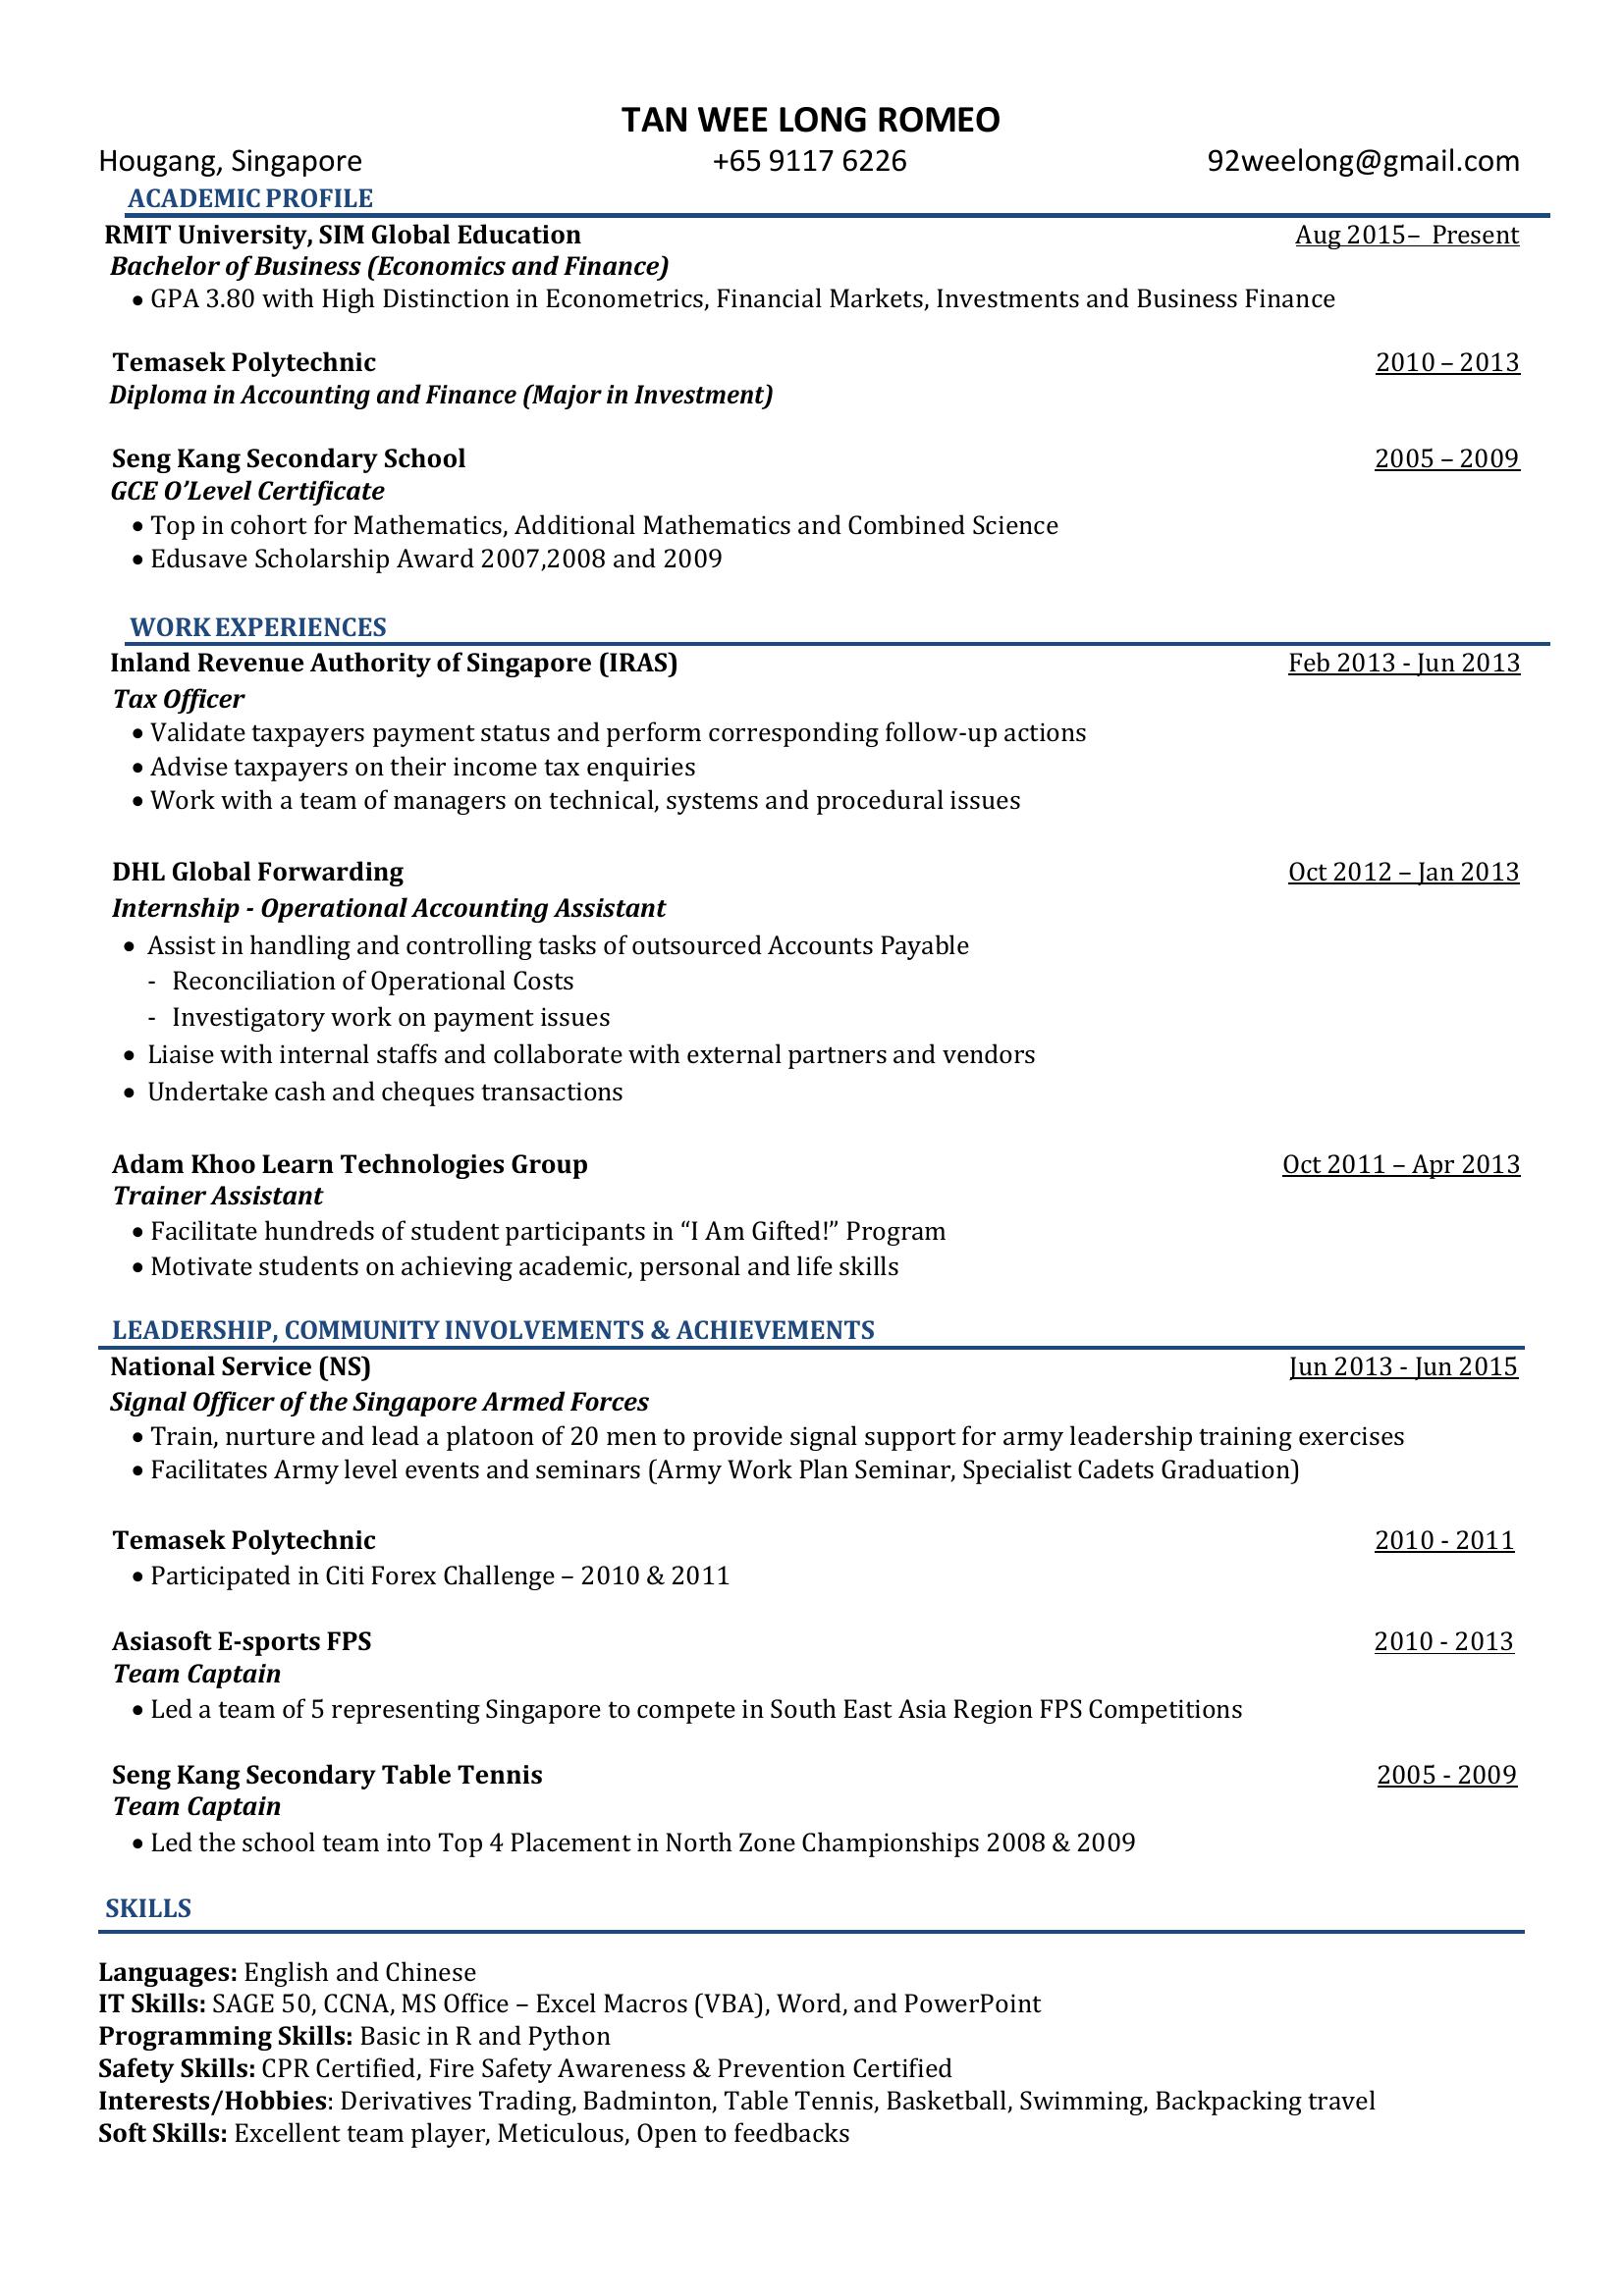 TAN WEE LONG ROMEO
Hougang, Singapore +65 9117 6226 92weelong@gmail.com
ACADEMIC PROFILE
RMIT University, SIM Global Education Aug 2015– Present
Bachelor of Business (Economics and Finance)
• GPA 3.80 with High Distinction in Econometrics, Financial Markets, Investments and Business Finance
Temasek Polytechnic 2010 – 2013
Diploma in Accounting and Finance (Major in Investment)
Seng Kang Secondary School 2005 – 2009
GCE O’Level Certificate
• Top in cohort for Mathematics, Additional Mathematics and Combined Science
• Edusave Scholarship Award 2007,2008 and 2009
WORK EXPERIENCES
Inland Revenue Authority of Singapore (IRAS) Feb 2013 - Jun 2013
Tax Officer
• Validate taxpayers payment status and perform corresponding follow-up actions
• Advise taxpayers on their income tax enquiries
• Work with a team of managers on technical, systems and procedural issues
DHL Global Forwarding Oct 2012 – Jan 2013
Internship - Operational Accounting Assistant
• Assist in handling and controlling tasks of outsourced Accounts Payable
- Reconciliation of Operational Costs
- Investigatory work on payment issues
• Liaise with internal staffs and collaborate with external partners and vendors
• Undertake cash and cheques transactions
Adam Khoo Learn Technologies Group Oct 2011 – Apr 2013
Trainer Assistant
• Facilitate hundreds of student participants in “I Am Gifted!” Program
• Motivate students on achieving academic, personal and life skills
LEADERSHIP, COMMUNITY INVOLVEMENTS & ACHIEVEMENTS
National Service (NS) Jun 2013 - Jun 2015
Signal Officer of the Singapore Armed Forces
• Train, nurture and lead a platoon of 20 men to provide signal support for army leadership training exercises
• Facilitates Army level events and seminars (Army Work Plan Seminar, Specialist Cadets Graduation)
Temasek Polytechnic 2010 - 2011
• Participated in Citi Forex Challenge – 2010 & 2011
Asiasoft E-sports FPS 2010 - 2013
Team Captain
• Led a team of 5 representing Singapore to compete in South East Asia Region FPS Competitions
Seng Kang Secondary Table Tennis 2005 - 2009
Team Captain
• Led the school team into Top 4 Placement in North Zone Championships 2008 & 2009
SKILLS
Languages: English and Chinese
IT Skills: SAGE 50, CCNA, MS Office – Excel Macros (VBA), Word, and PowerPoint
Programming Skills: Basic in R and Python
Safety Skills: CPR Certified, Fire Safety Awareness & Prevention Certified
Interests/Hobbies: Derivatives Trading, Badminton, Table Tennis, Basketball, Swimming, Backpacking travel
Soft Skills: Excellent team player, Meticulous, Open to feedbacks